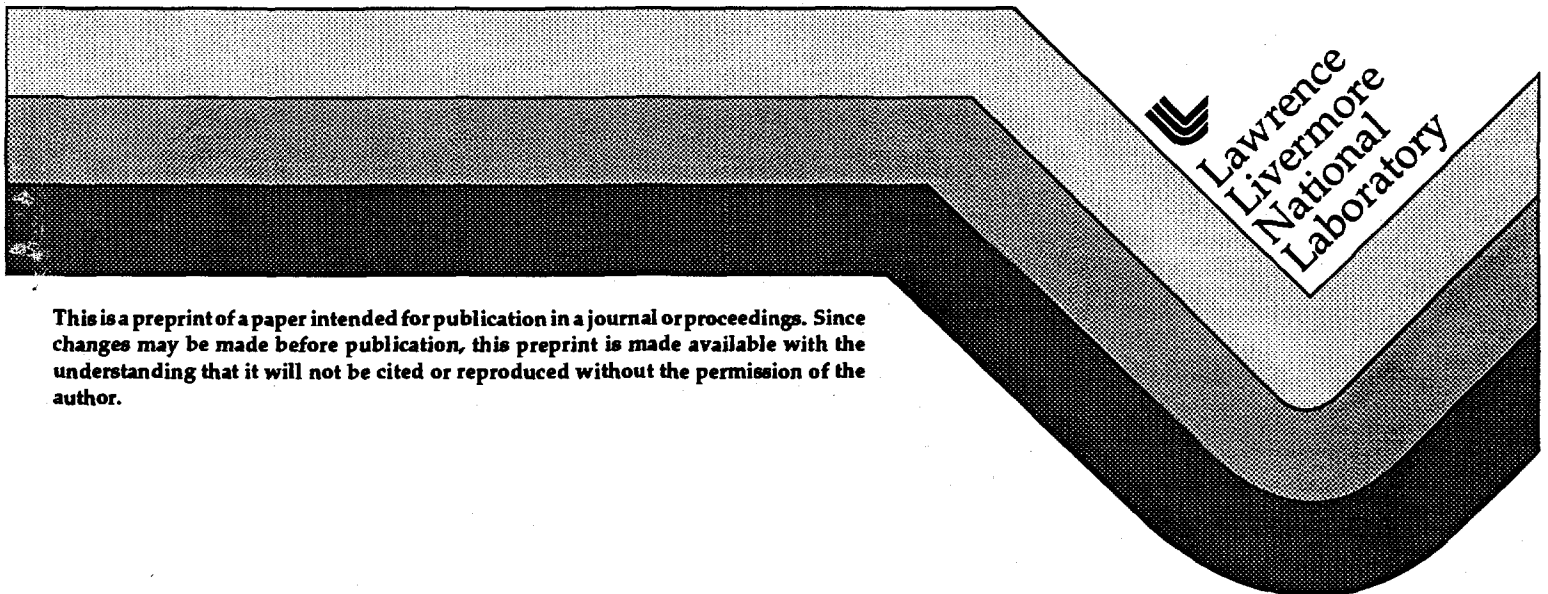 Lawrence
Livermore
National
Laboratory
This is a preprint of a paper intended for publication in a journal or proceedings. Since
changes may be made before publication, this preprint is made available with the
understanding that it will not be cited or reproduced without the permission of the
author.